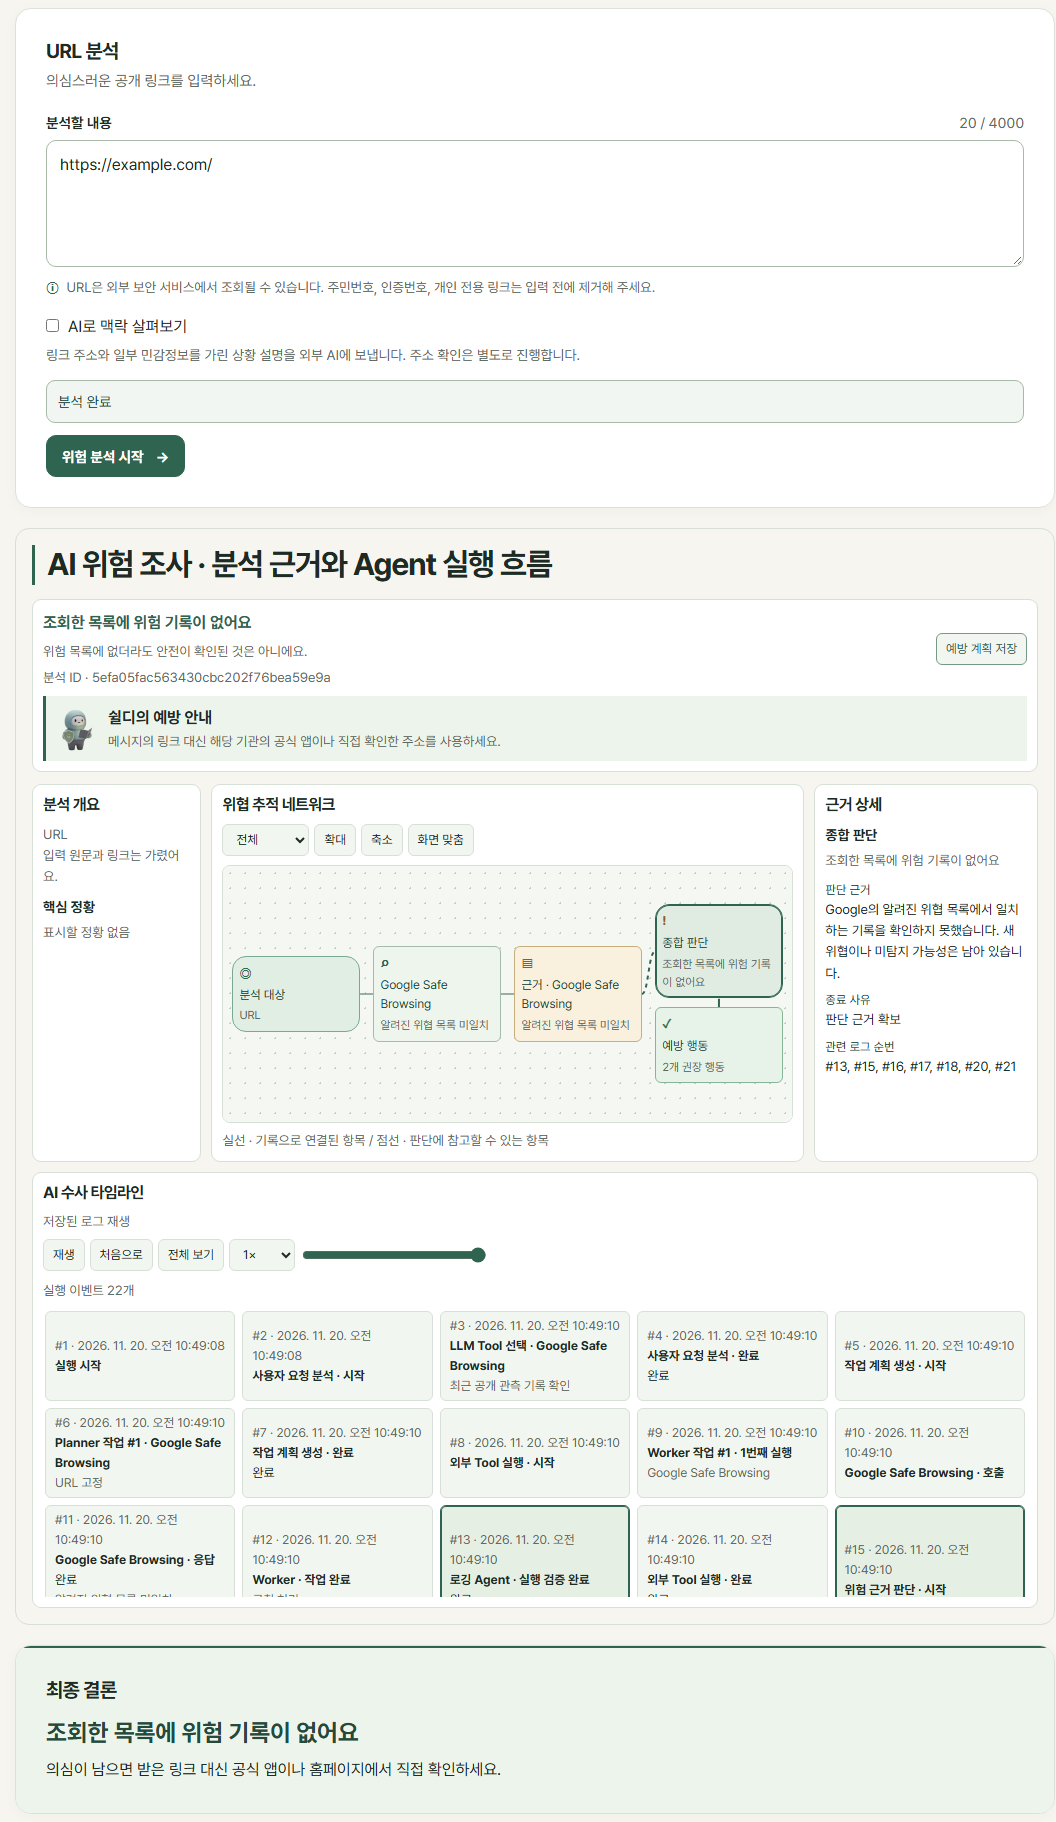 URL 분석
의심스러운 공개 링크를 입력하세요.
분석할 내용
20 / 4000
https://example.com/
URL은 외부 보안 서비스에서 조회될 수 있습니다. 주민번호, 인증번호, 개인 전용 링크는 입력 전에 제거해 주세요.
AI로 맥락 살펴보기
링크 주소와 일부 민감정보를 가린 상황 설명을 외부 AI에 보냅니다. 주소 확인은 별도로 진행합니다.
분석 완료
위험 분석 시작 →
AI 위험 조사 · 분석 근거와 Agent 실행 흐름
조회한 목록에 위험 기록이 없어요
위험 목록에 없더라도 안전이 확인된 것은 아니에요.
분석 ID · 5efa05fac563430cbc202f76bea59e9a
예방 계획 저장
쉴디의 예방 안내
메시지의 링크 대신 해당 기관의 공식 앱이나 직접 확인한 주소를 사용하세요.
분석 개요
URL
입력 원문과 링크는 가렸어
요.
핵심 정황
표시할 정황 없음
위협 추적 네트워크
전체
확대
축소
화면 맞춤
분석 대상
URL
Google Safe
Browsing
알려진 위협 목록 미일치
근거 · Google Safe
Browsing
알려진 위협 목록 미일치
!
종합 판단
조회한 목록에 위험 기록
이 없어요
✓
예방 행동
2개 권장 행동
실선 · 기록으로 연결된 항목 / 점선 · 판단에 참고할 수 있는 항목
근거 상세
종합 판단
조회한 목록에 위험 기록이 없어요
판단 근거
Google의 알려진 위협 목록에서 일치
하는 기록을 확인하지 못했습니다. 새
위협이나 미탐지 가능성은 남아 있습니
다.
종료 사유
판단 근거 확보
관련 로그 순번
#13, #15, #16, #17, #18, #20, #21
AI 수사 타임라인
저장된 로그 재생
재생
처음으로
전체 보기
1×
실행 이벤트 22개
#1 · 2026. 11. 20. 오전 10:49:08
실행 시작
#2 · 2026. 11. 20. 오전
10:49:08
사용자 요청 분석 · 시작
#3 · 2026. 11. 20. 오전 10:49:10
LLM Tool 선택 · Google Safe
Browsing
최근 공개 관측 기록 확인
#4 · 2026. 11. 20. 오전 10:49:10
사용자 요청 분석 · 완료
완료
#5 · 2026. 11. 20. 오전 10:49:10
작업 계획 생성 · 시작
#6 · 2026. 11. 20. 오전 10:49:10
Planner 작업 #1 · Google Safe
Browsing
URL 고정
#7 · 2026. 11. 20. 오전 10:49:10
작업 계획 생성 · 완료
완료
#8 · 2026. 11. 20. 오전 10:49:10
외부 Tool 실행 · 시작
#9 · 2026. 11. 20. 오전 10:49:10
Worker 작업 #1 · 1번째 실행
Google Safe Browsing
#10 · 2026. 11. 20. 오전
10:49:10
Google Safe Browsing · 호출
#11 · 2026. 11. 20. 오전
10:49:10
Google Safe Browsing · 응답
완료
#12 · 2026. 11. 20. 오전
10:49:10
Worker · 작업 완료
#13 · 2026. 11. 20. 오전
10:49:10
로깅 Agent · 실행 검증 완료
#14 · 2026. 11. 20. 오전
10:49:10
외부 Tool 실행 · 완료
#15 · 2026. 11. 20. 오전
10:49:10
위험 근거 판단 · 시작
최종 결론
조회한 목록에 위험 기록이 없어요
의심이 남으면 받은 링크 대신 공식 앱이나 홈페이지에서 직접 확인하세요.